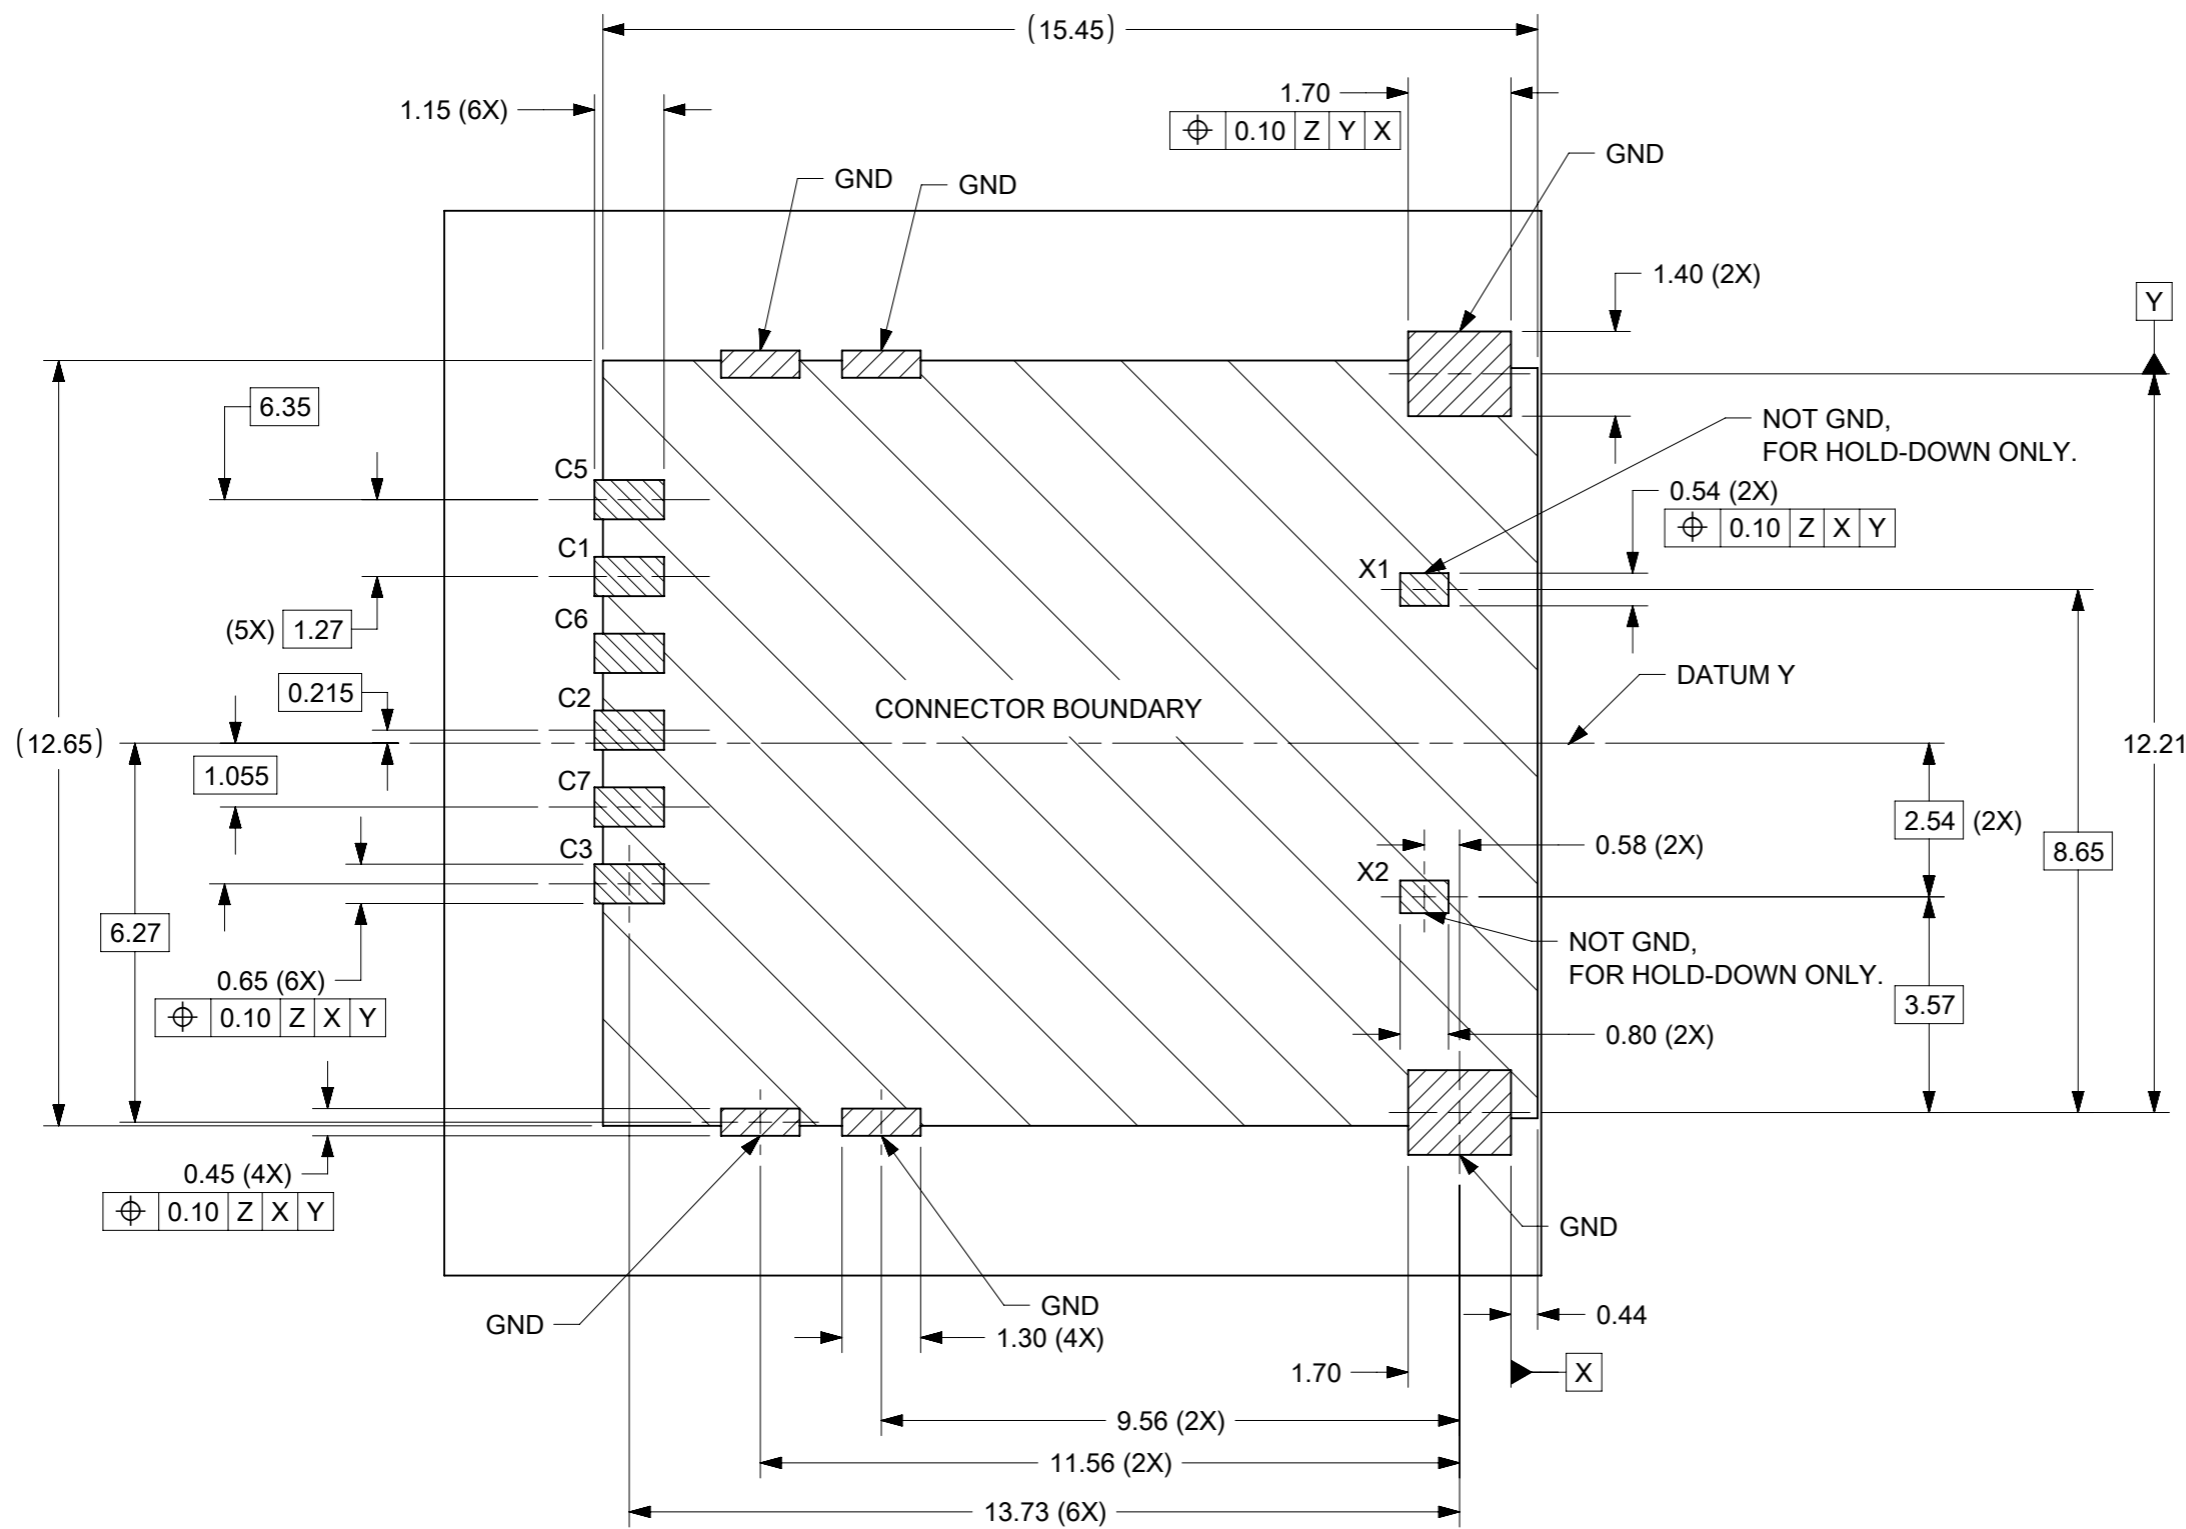 (15.45)
1.15 (6X)
1.70
⌖ 0.10 Z Y X
GND
GND
GND
1.40 (2X)
Y
6.35
NOT GND,
FOR HOLD-DOWN ONLY.
C5
0.54 (2X)
⌖ 0.10 Z X Y
C1
X1
C6
(5X) 1.27
DATUM Y
0.215
C2
CONNECTOR BOUNDARY
(12.65)
12.21
1.055
C7
2.54 (2X)
0.58 (2X)
C3
8.65
X2
6.27
NOT GND,
FOR HOLD-DOWN ONLY.
0.65 (6X)
⌖ 0.10 Z X Y
3.57
0.80 (2X)
0.45 (4X)
⌖ 0.10 Z X Y
GND
GND
GND
0.44
1.30 (4X)
1.70
X
9.56 (2X)
11.56 (2X)
13.73 (6X)